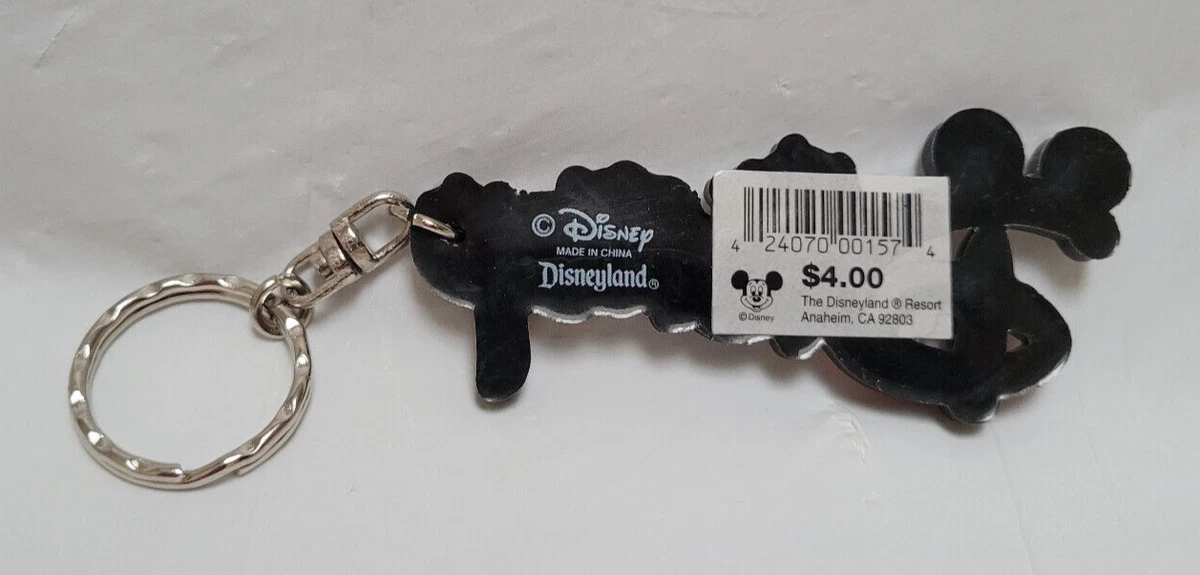 © Disney
MADE IN CHINA
Disneyland ®
4 24070 00157 4
$4.00
The Disneyland ® Resort
Anaheim, CA 92803
© Disney